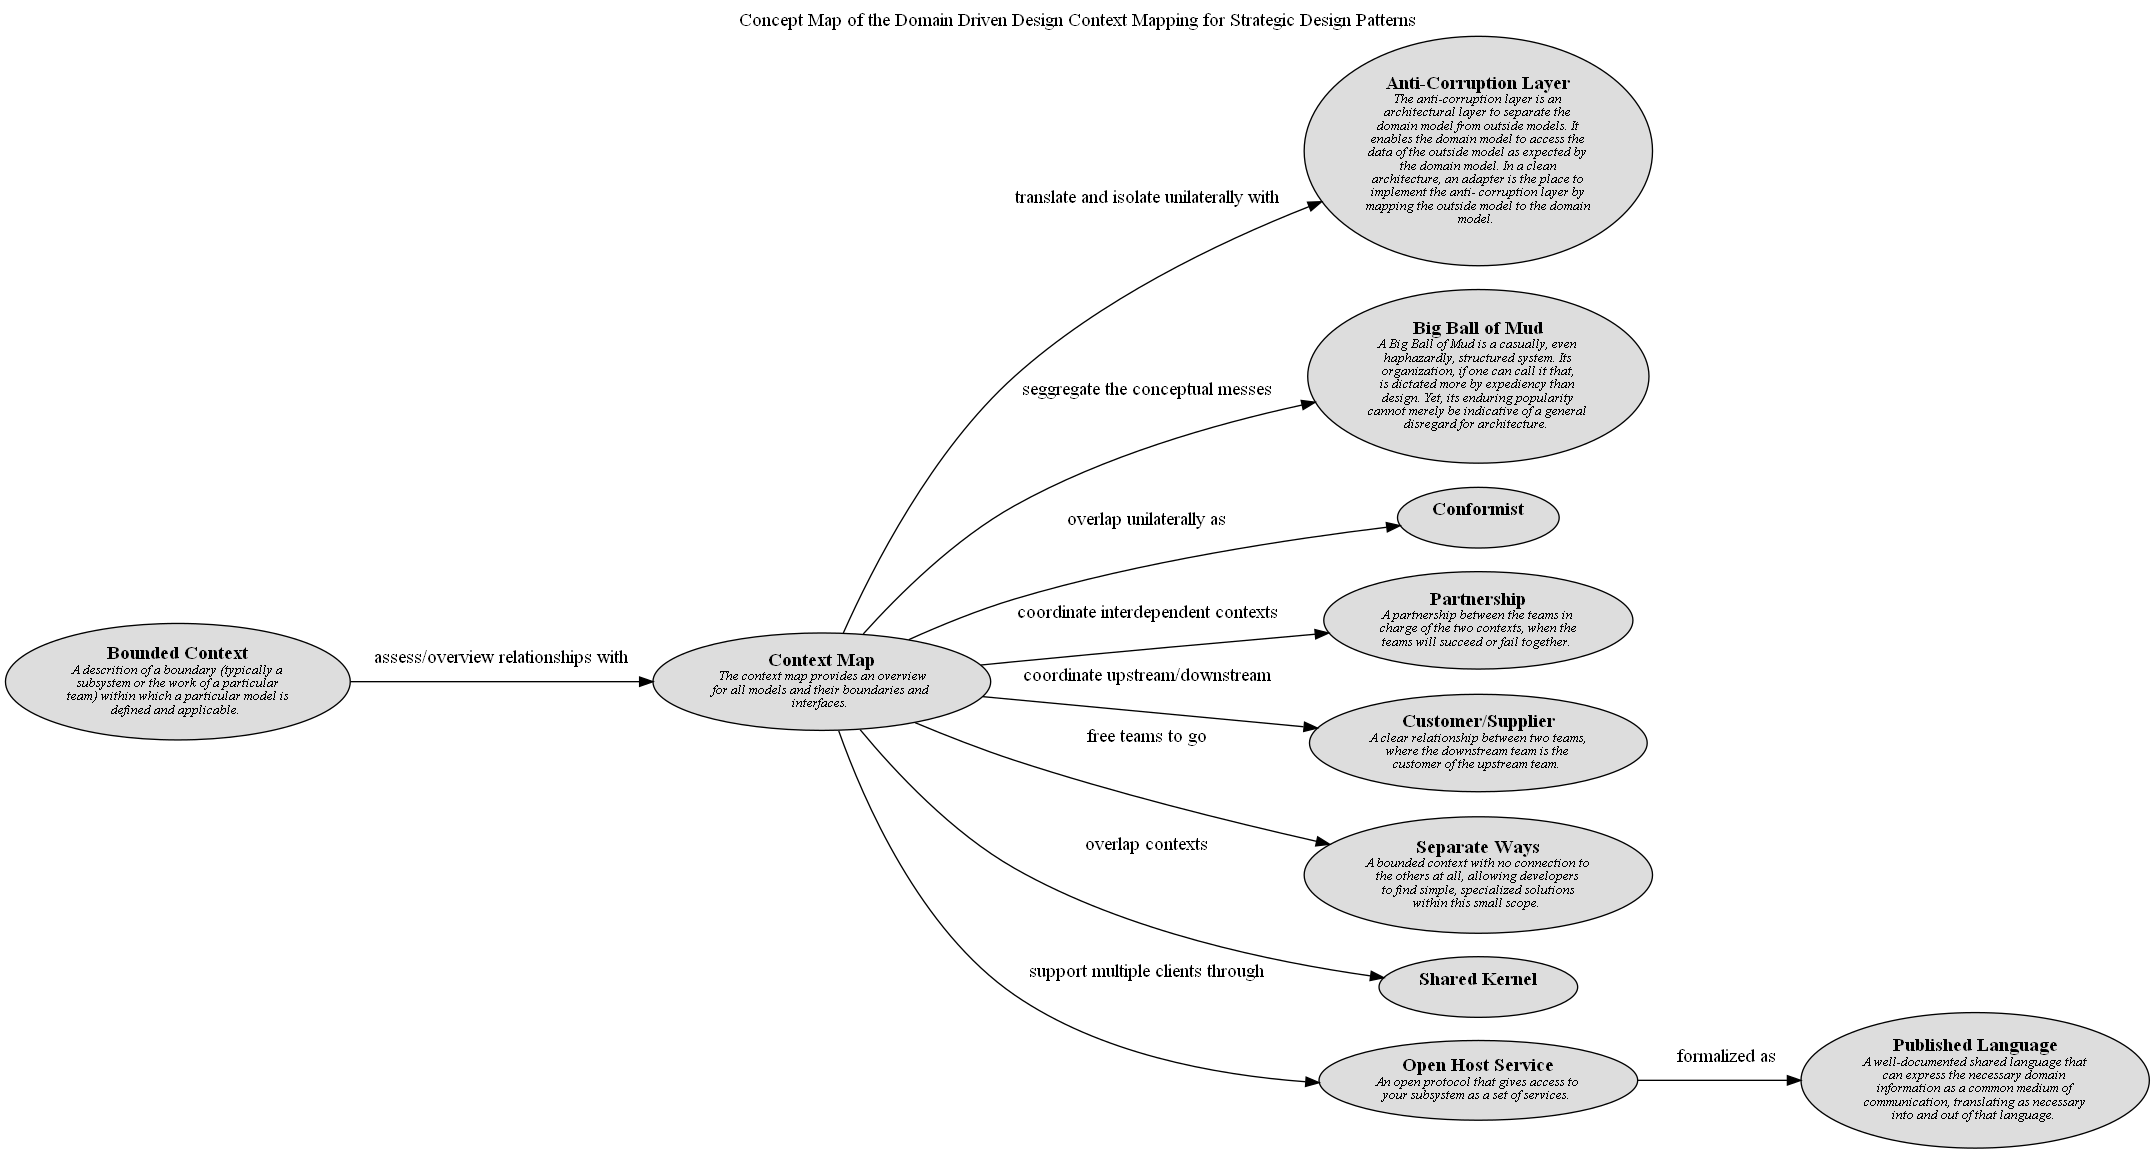 Concept Map of the Domain Driven Design Context Mapping for Strategic Design Patterns
Anti-Corruption Layer
The anti-corruption layer is an
architectural layer to separate the
domain model from outside models. It
enables the domain model to access the
data of the outside model as expected by
the domain model. In a clean
architecture, an adapter is the place to
implement the anti- corruption layer by
mapping the outside model to the domain
model.
translate and isolate unilaterally with
Big Ball of Mud
A Big Ball of Mud is a casually, even
haphazardly, structured system. Its
organization, if one can call it that,
is dictated more by expediency than
design. Yet, its enduring popularity
cannot merely be indicative of a general
disregard for architecture.
seggregate the conceptual messes
Conformist
overlap unilaterally as
Partnership
A partnership between the teams in
charge of the two contexts, when the
teams will succeed or fail together.
coordinate interdependent contexts
Bounded Context
A descrition of a boundary (typically a
subsystem or the work of a particular
team) within which a particular model is
defined and applicable.
assess/overview relationships with
Context Map
The context map provides an overview
for all models and their boundaries and
interfaces.
coordinate upstream/downstream
Customer/Supplier
A clear relationship between two teams,
where the downstream team is the
customer of the upstream team.
free teams to go
Separate Ways
A bounded context with no connection to
the others at all, allowing developers
to find simple, specialized solutions
within this small scope.
overlap contexts
Shared Kernel
support multiple clients through
Open Host Service
An open protocol that gives access to
your subsystem as a set of services.
formalized as
Published Language
A well-documented shared language that
can express the necessary domain
information as a common medium of
communication, translating as necessary
into and out of that language.